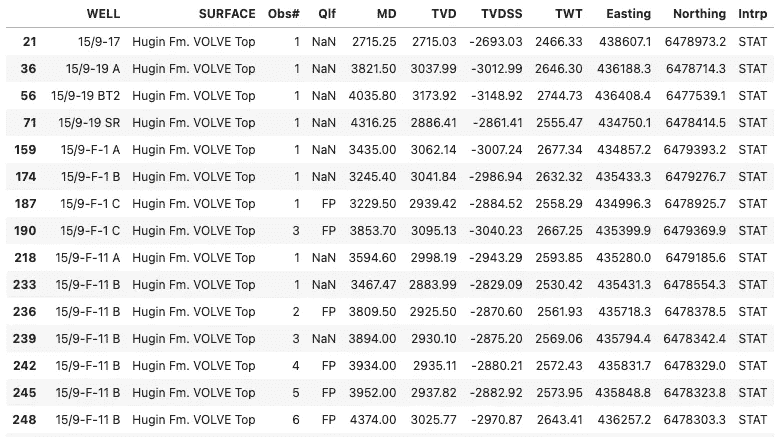 WELL SURFACE Obs# Qlf MD TVD TVDSS TWT Easting Northing Intrp
21 15/9-17 Hugin Fm. VOLVE Top 1 NaN 2715.25 2715.03 -2693.03 2466.33 438607.1 6478973.2 STAT
36 15/9-19 A Hugin Fm. VOLVE Top 1 NaN 3821.50 3037.99 -3012.99 2646.30 436188.3 6478714.3 STAT
56 15/9-19 BT2 Hugin Fm. VOLVE Top 1 NaN 4035.80 3173.92 -3148.92 2744.73 436408.4 6477539.1 STAT
71 15/9-19 SR Hugin Fm. VOLVE Top 1 NaN 4316.25 2886.41 -2861.41 2555.47 434750.1 6478414.5 STAT
159 15/9-F-1 A Hugin Fm. VOLVE Top 1 NaN 3435.00 3062.14 -3007.24 2677.34 434857.2 6479393.2 STAT
174 15/9-F-1 B Hugin Fm. VOLVE Top 1 NaN 3245.40 3041.84 -2986.94 2632.32 435433.3 6479276.7 STAT
187 15/9-F-1 C Hugin Fm. VOLVE Top 1 FP 3229.50 2939.42 -2884.52 2558.29 434996.3 6478925.7 STAT
190 15/9-F-1 C Hugin Fm. VOLVE Top 3 FP 3853.70 3095.13 -3040.23 2667.25 435399.9 6479369.9 STAT
218 15/9-F-11 A Hugin Fm. VOLVE Top 1 NaN 3594.60 2998.19 -2943.29 2593.85 435280.0 6479185.6 STAT
233 15/9-F-11 B Hugin Fm. VOLVE Top 1 NaN 3467.47 2883.99 -2829.09 2530.42 435431.3 6478554.3 STAT
236 15/9-F-11 B Hugin Fm. VOLVE Top 2 FP 3809.50 2925.50 -2870.60 2561.93 435718.3 6478378.5 STAT
239 15/9-F-11 B Hugin Fm. VOLVE Top 3 NaN 3894.00 2930.10 -2875.20 2569.06 435794.4 6478342.4 STAT
242 15/9-F-11 B Hugin Fm. VOLVE Top 4 FP 3934.00 2935.11 -2880.21 2572.43 435831.7 6478329.0 STAT
245 15/9-F-11 B Hugin Fm. VOLVE Top 5 FP 3952.00 2937.82 -2882.92 2573.95 435848.8 6478323.8 STAT
248 15/9-F-11 B Hugin Fm. VOLVE Top 6 FP 4374.00 3025.77 -2970.87 2643.41 436257.2 6478303.3 STAT